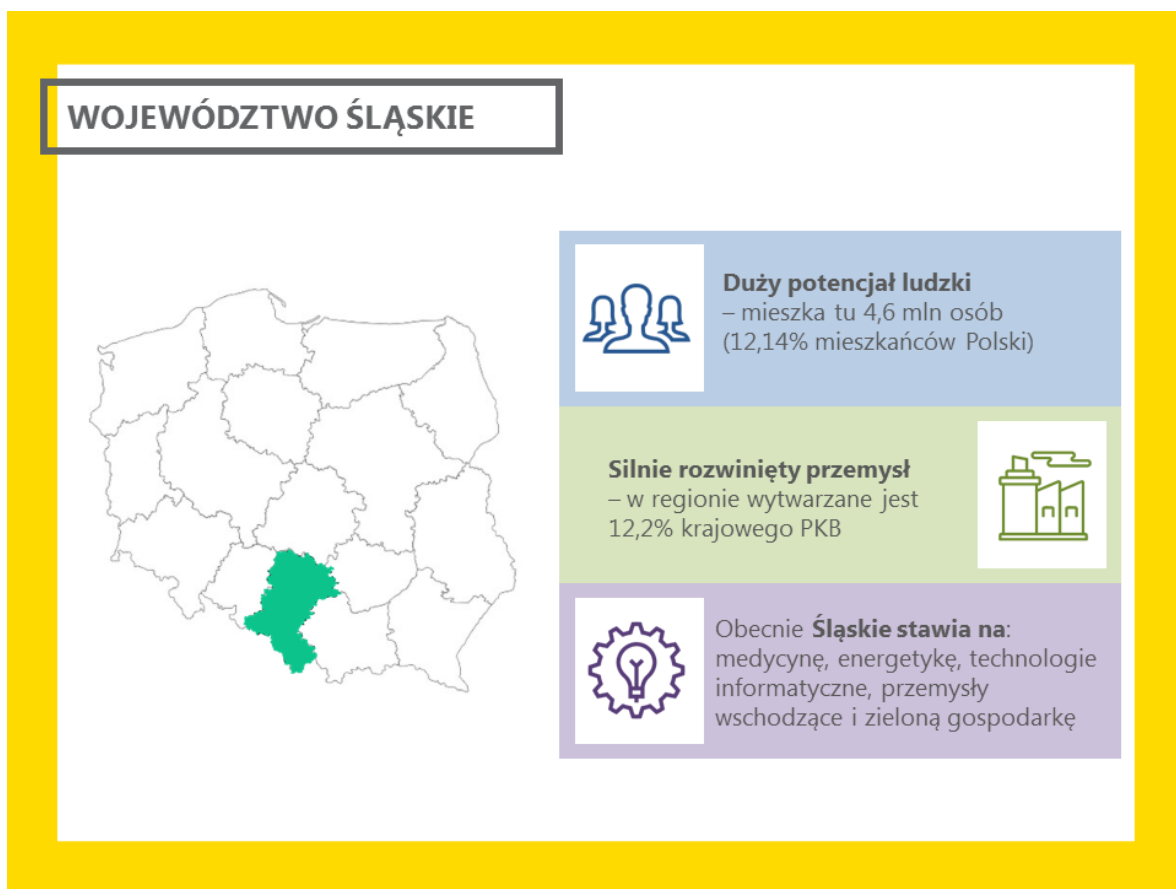 WOJEWÓDZTWO ŚLĄSKIE
Duży potencjał ludzki
– mieszka tu 4,6 mln osób
(12,14% mieszkańców Polski)
Silnie rozwinięty przemysł
– w regionie wytwarzane jest
12,2% krajowego PKB
Obecnie Śląskie stawia na:
medycynę, energetykę, technologie
informatyczne, przemysły
wschodzące i zieloną gospodarkę